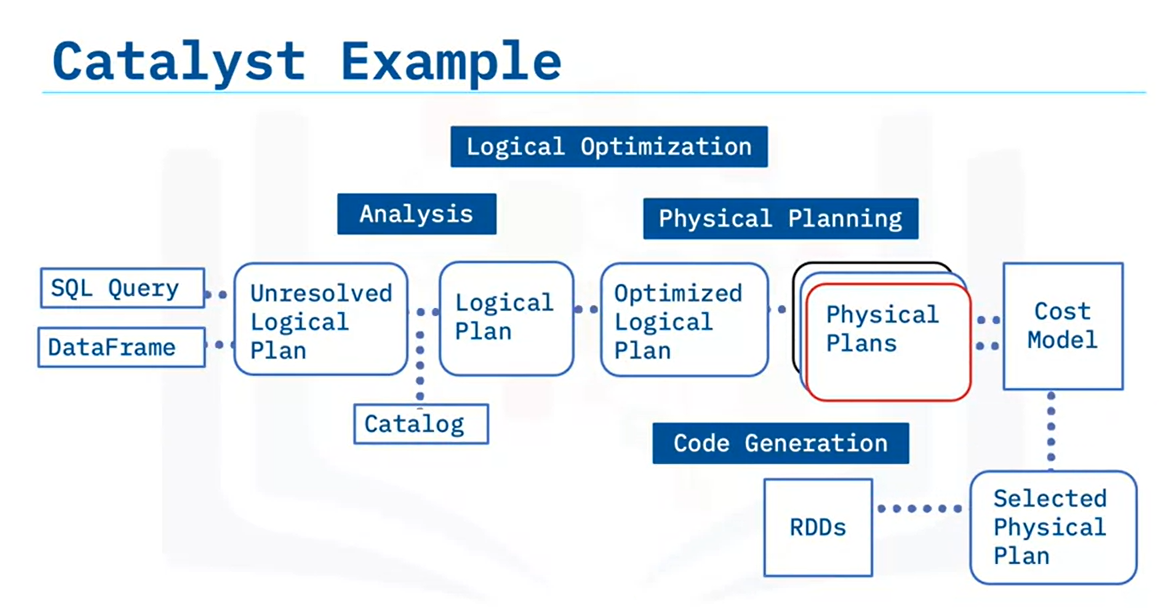 Catalyst Example
Logical Optimization
Analysis
Physical Planning
SQL Query
DataFrame
Unresolved
Logical
Plan
Logical
Plan
Optimized
Logical
Plan
Physical
Plans
Cost
Model
Catalog
Code Generation
RDDs
Selected
Physical
Plan